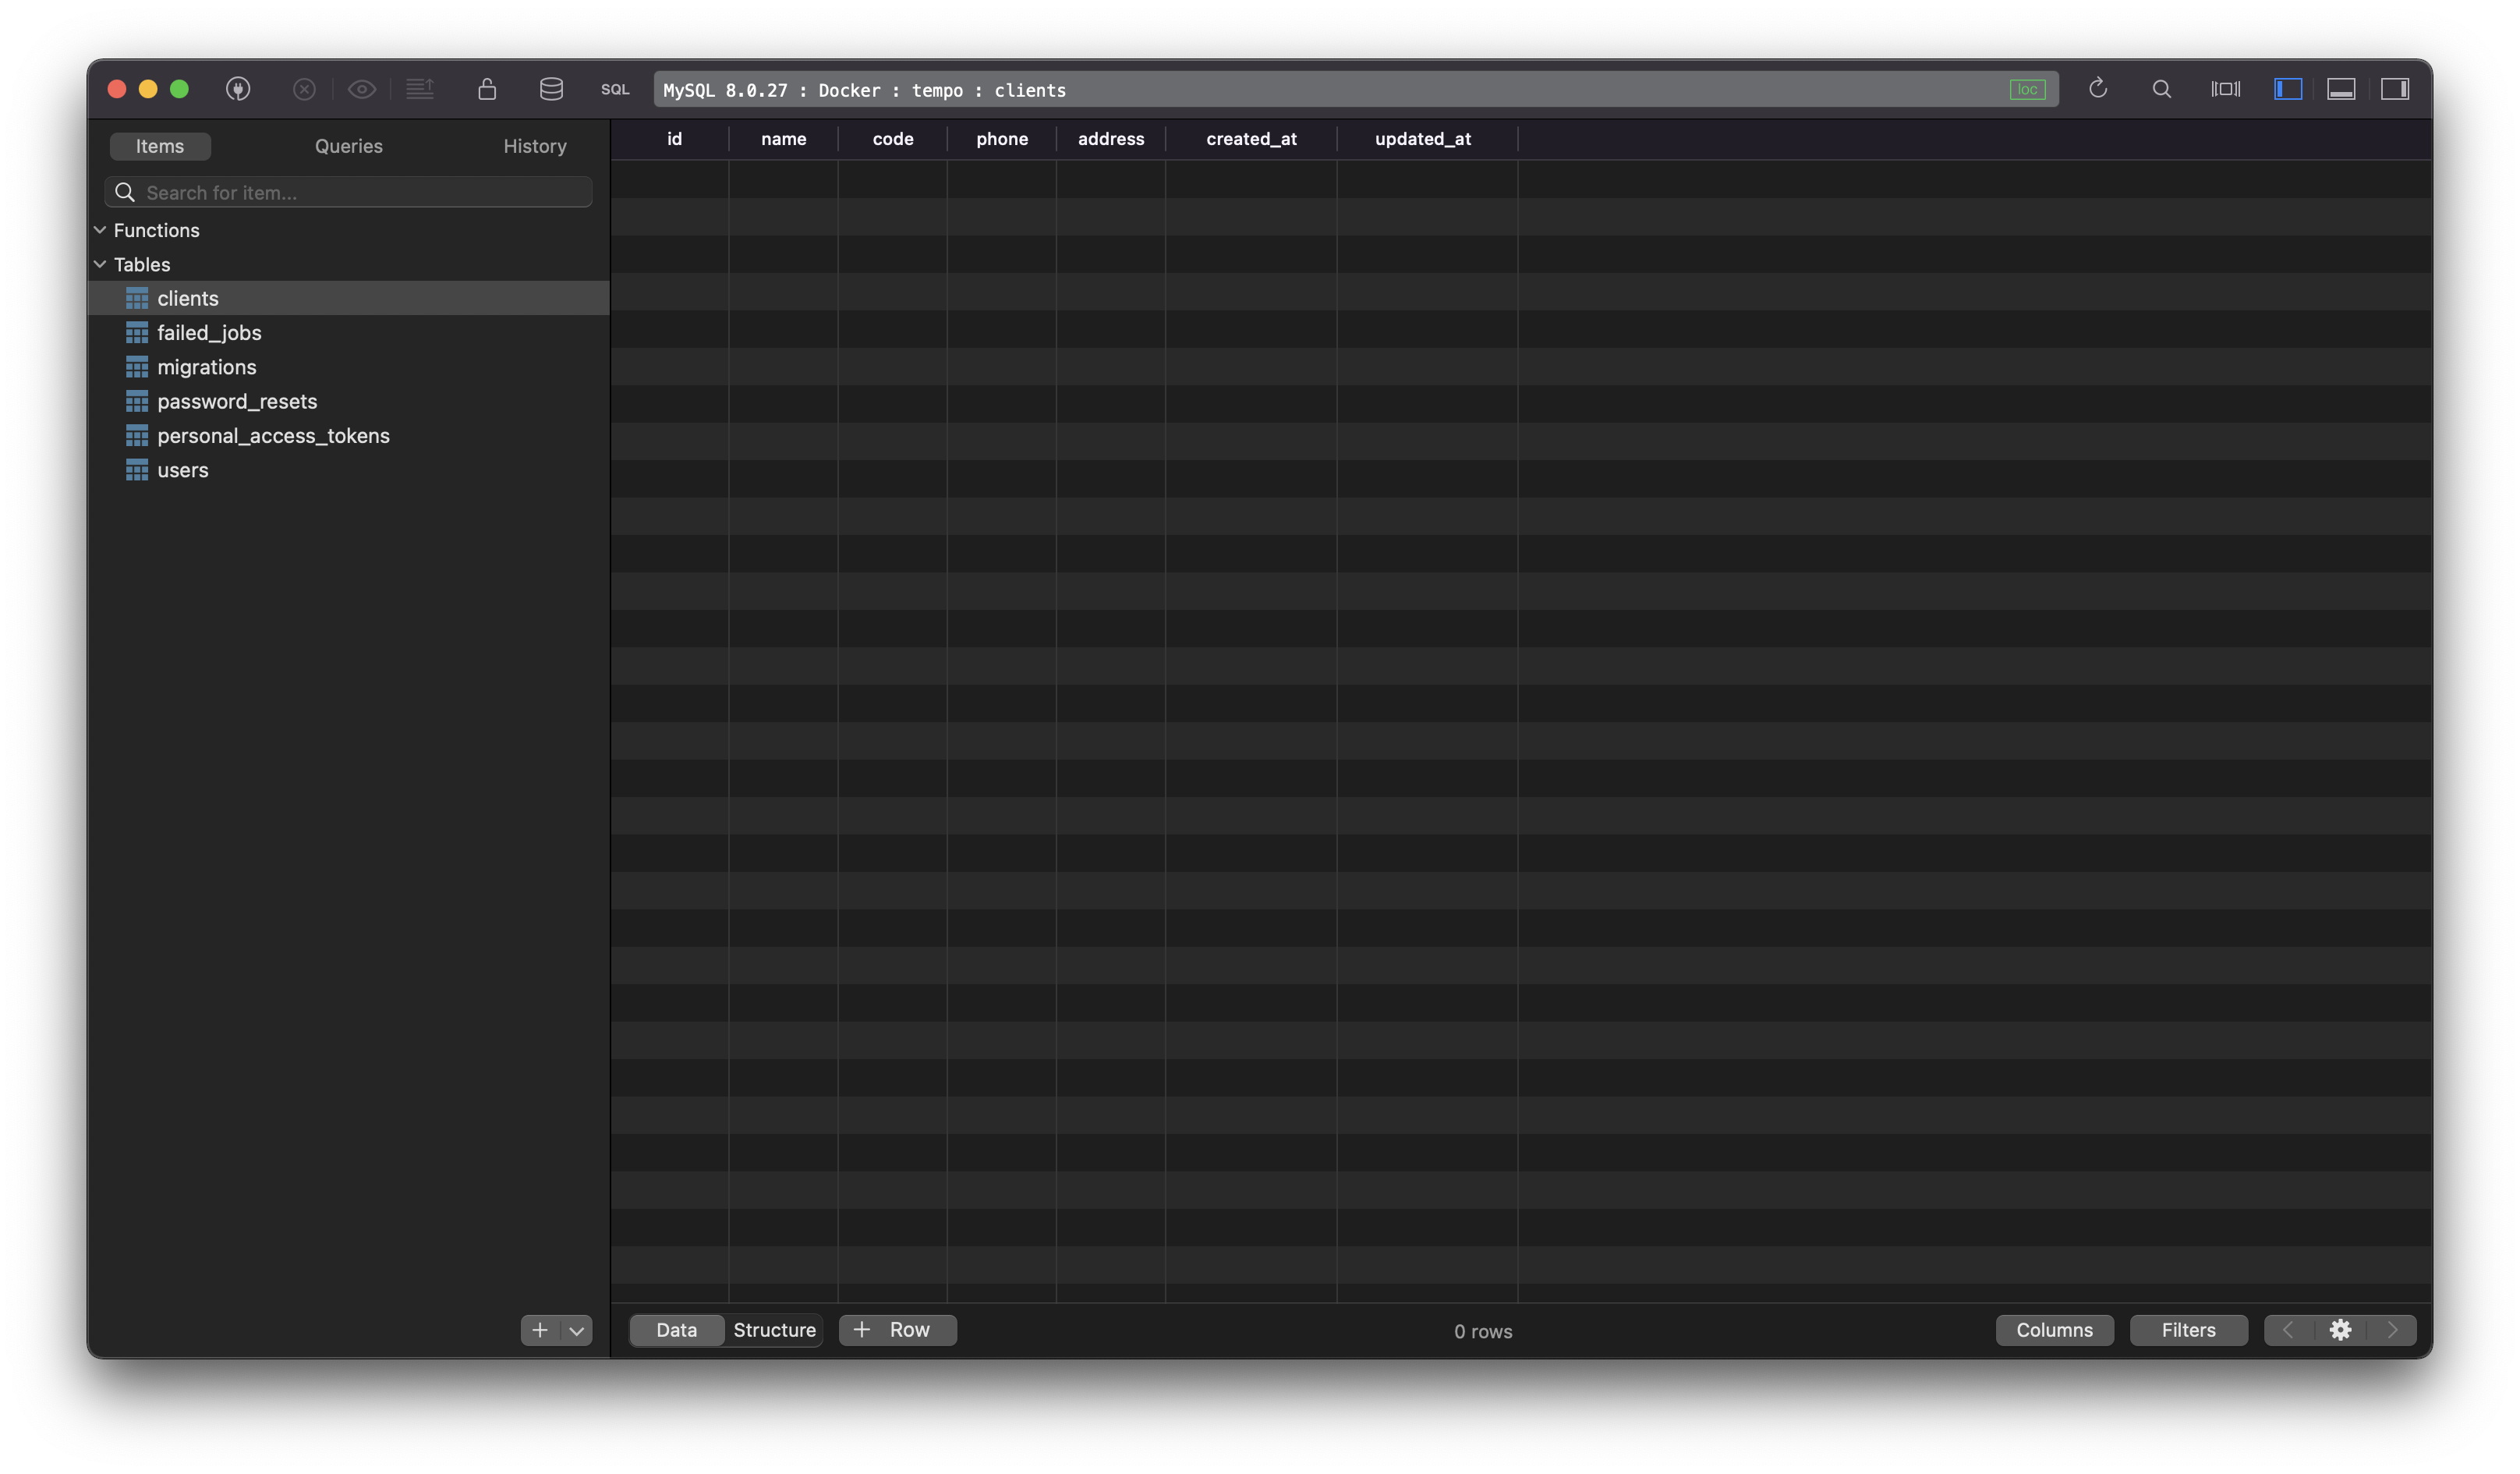 SQL
MySQL 8.0.27 : Docker : tempo : clients
loc
Items Queries History
Search for item...
Functions
Tables
clients
failed_jobs
migrations
password_resets
personal_access_tokens
users
id name code phone address created_at updated_at
Data Structure + Row 0 rows Columns Filters